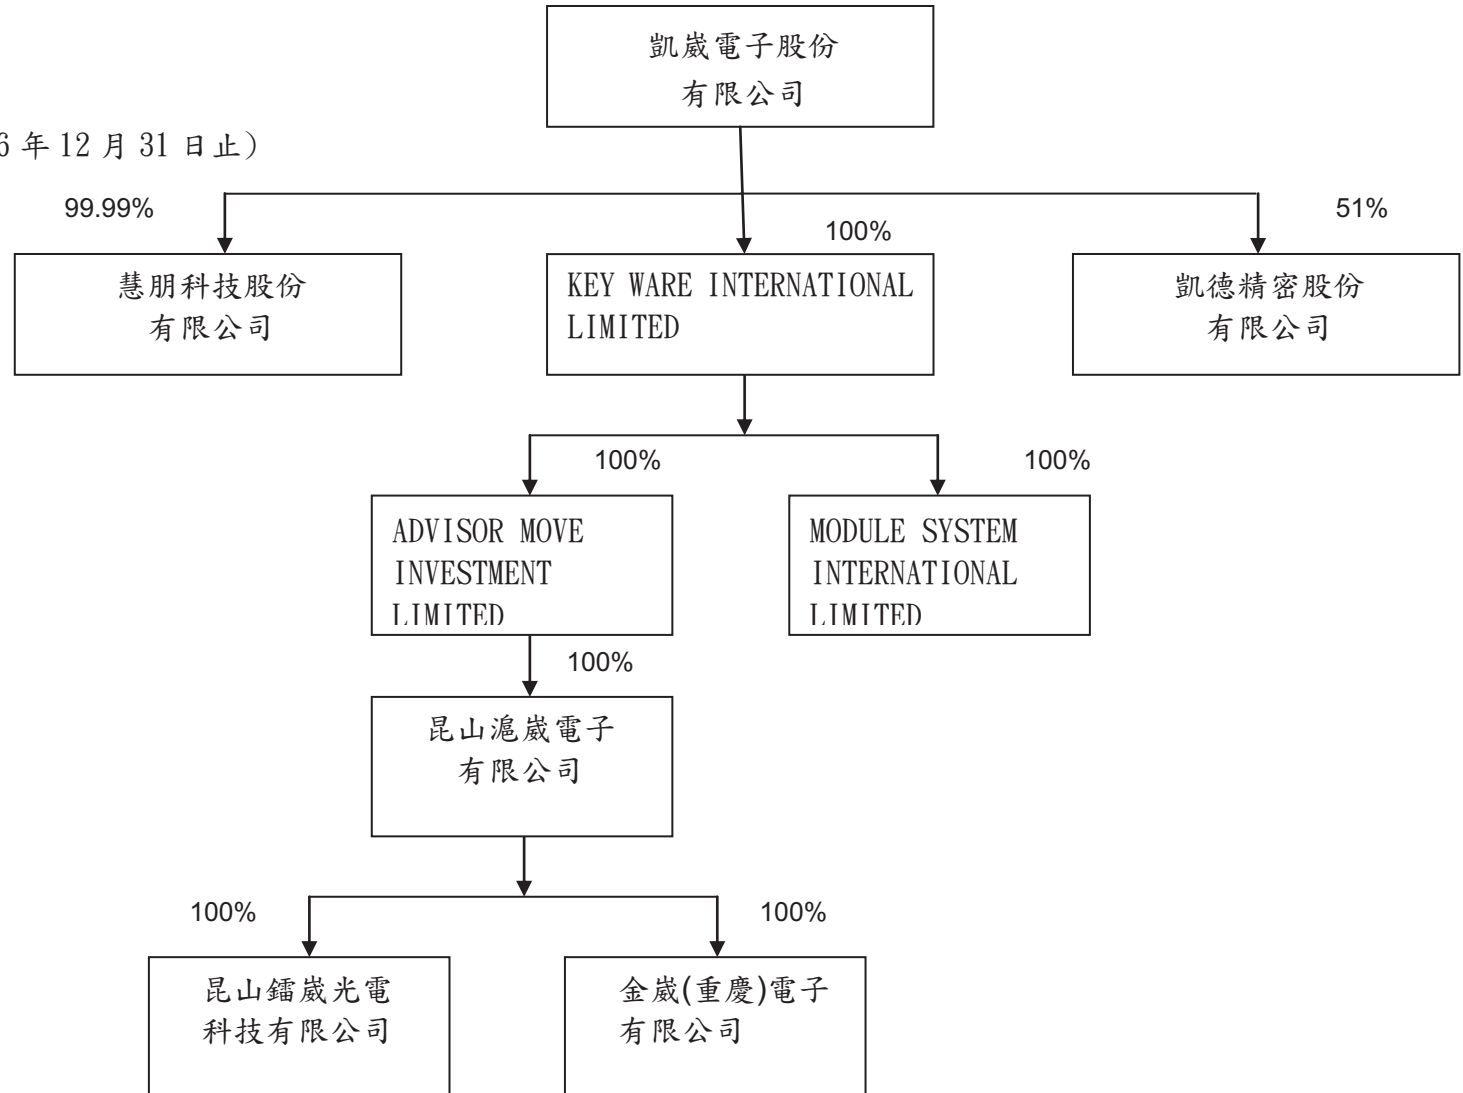 凱崴電子股份
有限公司
6 年 12 月 31 日止）
99.99%
100%
51%
慧朋科技股份
有限公司
KEY WARE INTERNATIONAL
LIMITED
凱德精密股份
有限公司
100%
100%
ADVISOR MOVE
INVESTMENT
LIMITED
MODULE SYSTEM
INTERNATIONAL
LIMITED
100%
昆山滬崴電子
有限公司
100%
100%
昆山鐳崴光電
科技有限公司
金崴(重慶)電子
有限公司